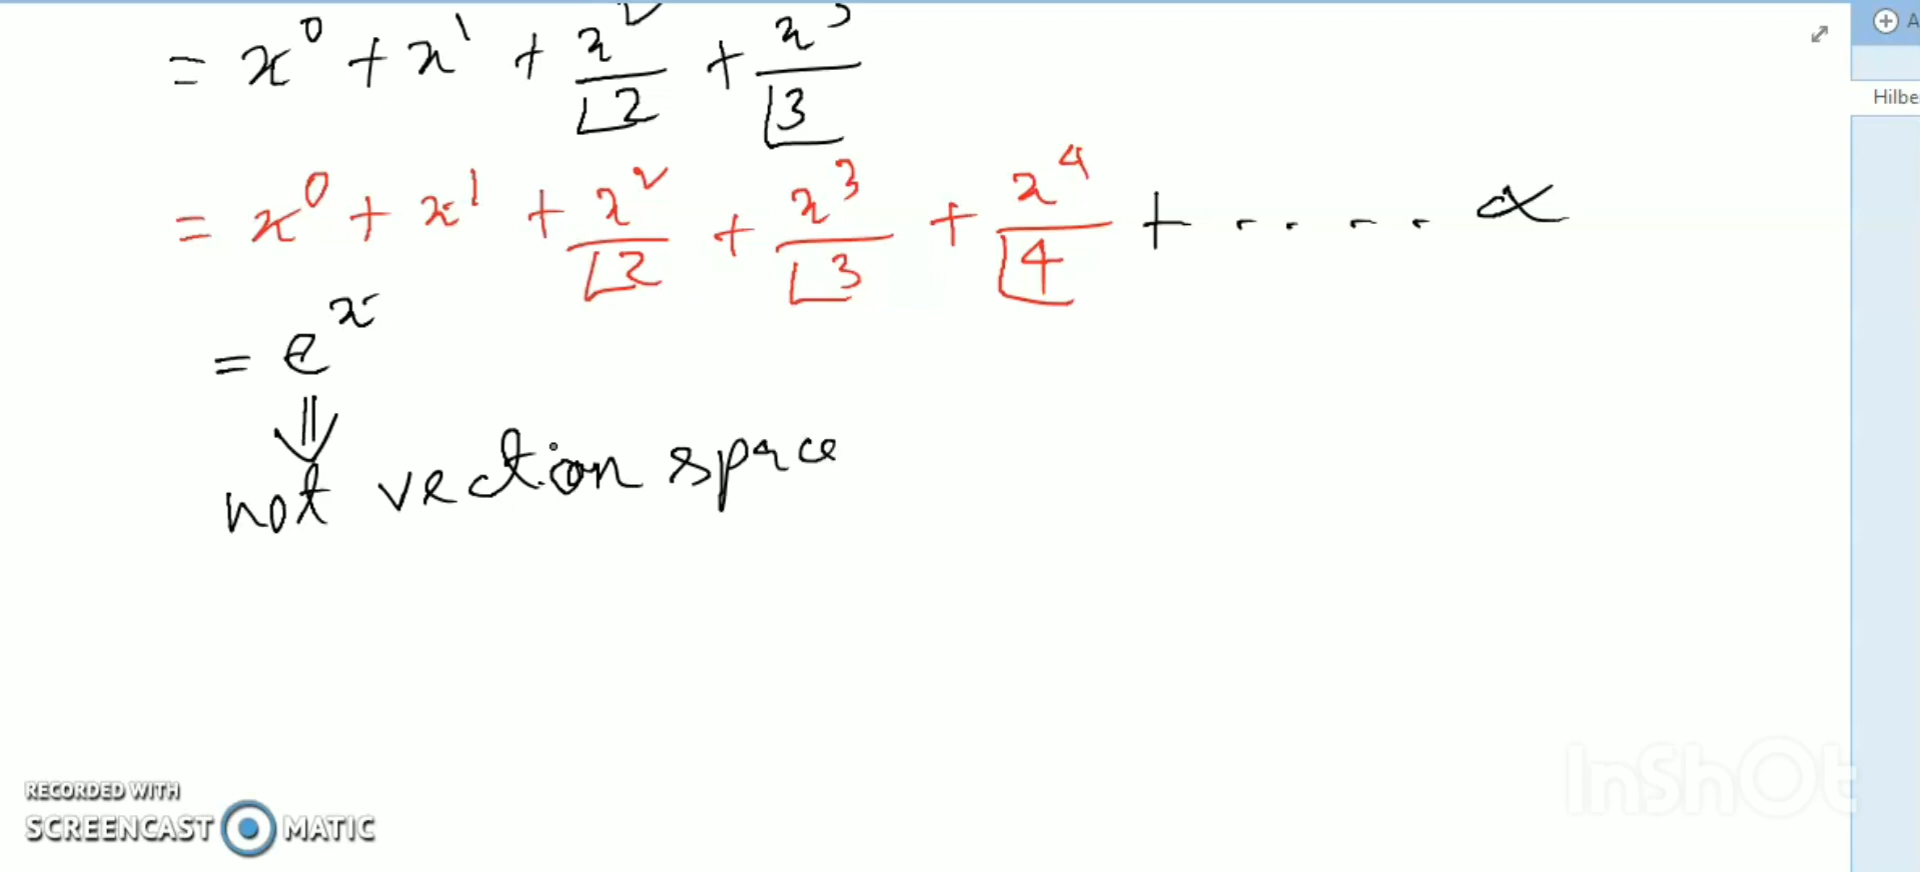 = x⁰ + x¹ + x²/⌊2 + x³/⌊3
= x⁰ + x¹ + x²/⌊2 + x³/⌊3 + x⁴/⌊4 + ..... ∝
= eˣ
⇓
not vection space
A
Hilbe
RECORDED WITH
SCREENCAST MATIC
InShOt